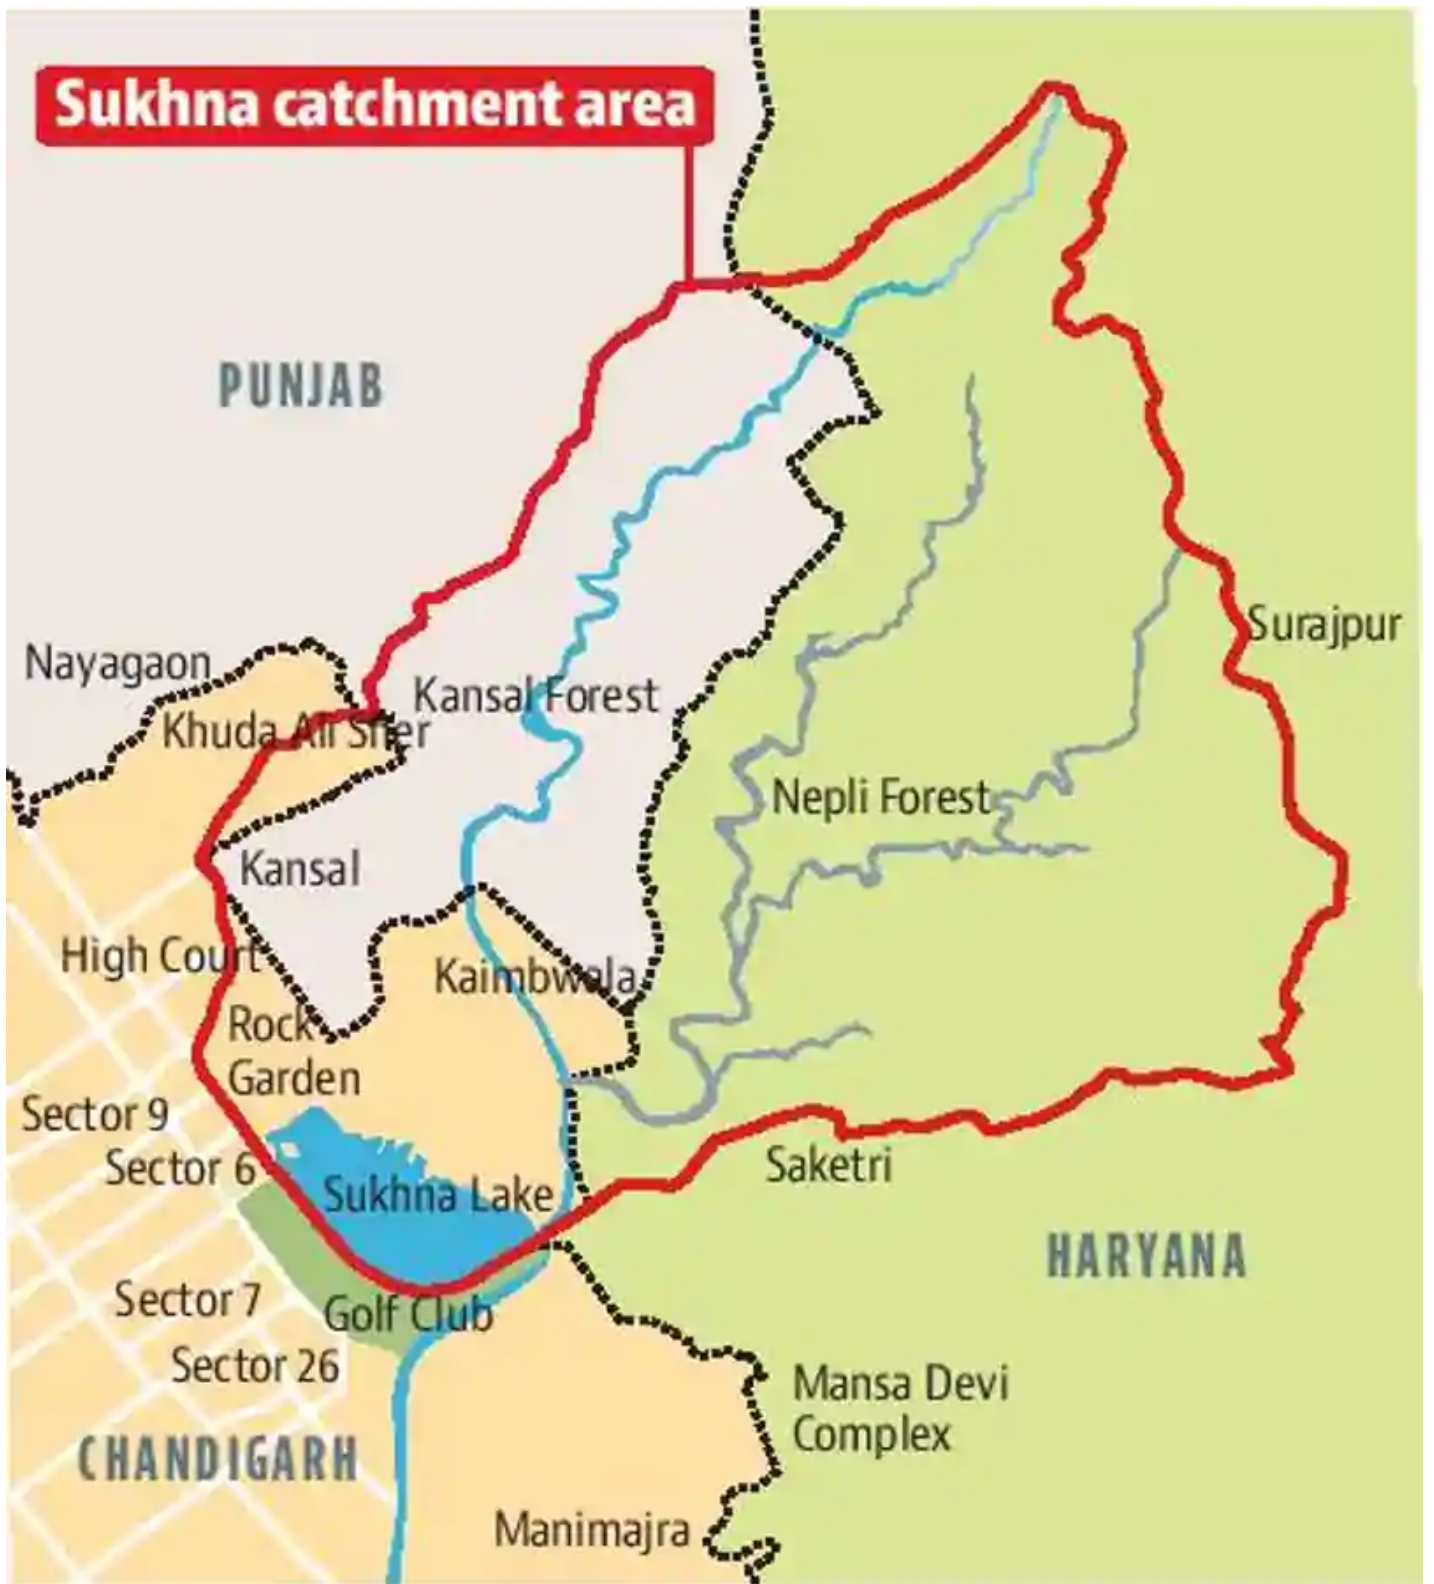 Sukhna catchment area
PUNJAB
Surajpur
Nayagaon
Kansal Forest
Khuda Ali Sher
Nepli Forest
Kansal
High Court
Kaimbwala
Rock
Garden
Sector 9
Sector 6
Saketri
Sukhna Lake
HARYANA
Sector 7
Golf Club
Sector 26
Mansa Devi
Complex
CHANDIGARH
Manimajra